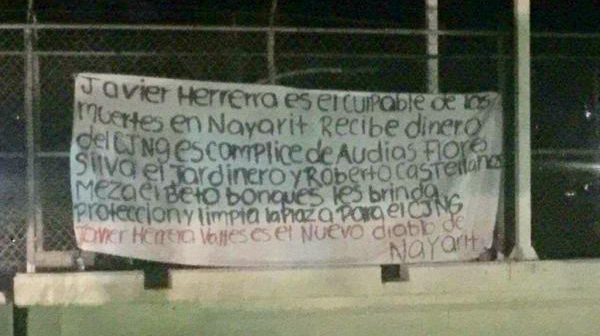 Javier Herrerra es el culpable de los
muertes en Nayarit Recibe dinero
del CJNG es complice de Audias Flores
Silva el Jardinero y Roberto Castellanos
Meza el Beto bonques les brinda
proteccion y limpia la plaza para el CJNG
Javier Herrera Valles es el Nuevo diablo de
Nayarit